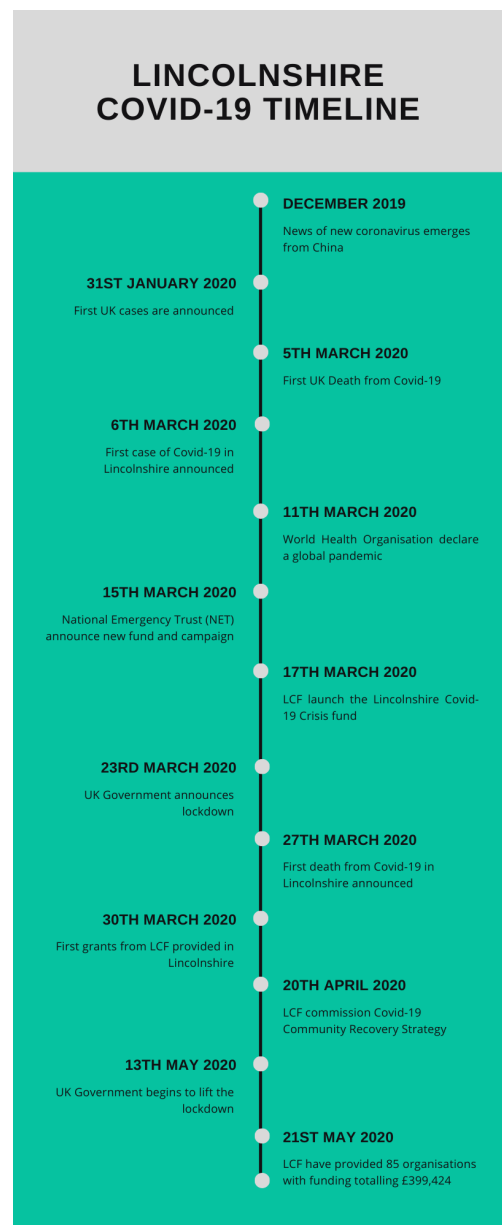 LINCOLNSHIRE
COVID-19 TIMELINE
DECEMBER 2019
News of new coronavirus emerges
from China
31ST JANUARY 2020
First UK cases are announced
5TH MARCH 2020
First UK Death from Covid-19
6TH MARCH 2020
First case of Covid-19 in
Lincolnshire announced
11TH MARCH 2020
World Health Organisation declare
a global pandemic
15TH MARCH 2020
National Emergency Trust (NET)
announce new fund and campaign
17TH MARCH 2020
LCF launch the Lincolnshire Covid-
19 Crisis fund
23RD MARCH 2020
UK Government announces
lockdown
27TH MARCH 2020
First death from Covid-19 in
Lincolnshire announced
30TH MARCH 2020
First grants from LCF provided in
Lincolnshire
20TH APRIL 2020
LCF commission Covid-19
Community Recovery Strategy
13TH MAY 2020
UK Government begins to lift the
lockdown
21ST MAY 2020
LCF have provided 85 organisations
with funding totalling £399,424